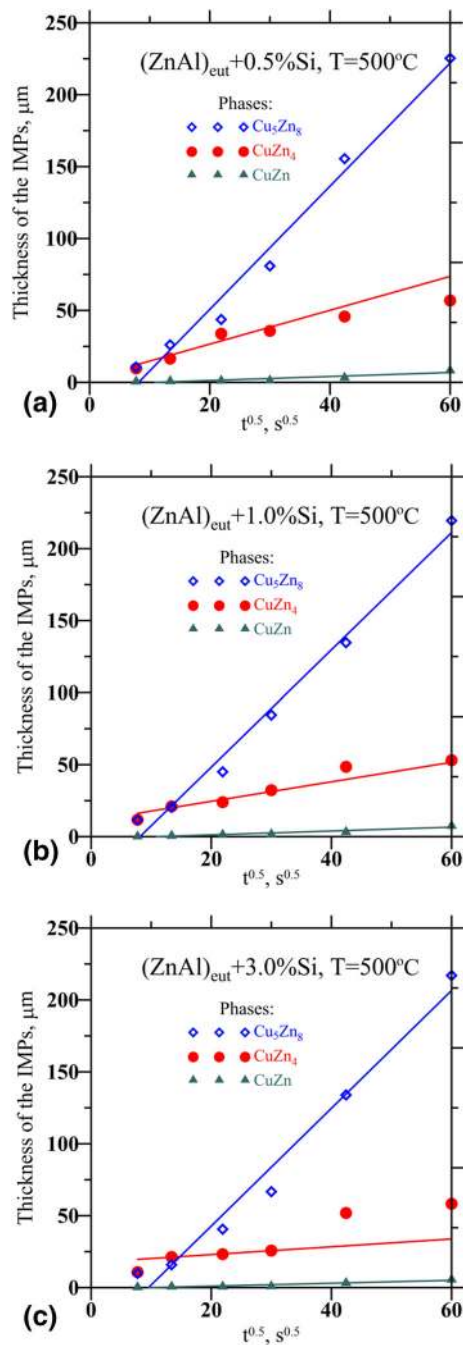 250
(ZnAl)eut+0.5%Si, T=500°C
200
Phases:
Cu5Zn8
CuZn4
CuZn
150
100
50
0
Thickness of the IMPs, μm
(a)
0 20 40 60
t0.5, s0.5
250
(ZnAl)eut+1.0%Si, T=500°C
200
Phases:
Cu5Zn8
CuZn4
CuZn
150
100
50
0
Thickness of the IMPs, μm
(b)
0 20 40 60
t0.5, s0.5
250
(ZnAl)eut+3.0%Si, T=500°C
200
Phases:
Cu5Zn8
CuZn4
CuZn
150
100
50
0
Thickness of the IMPs, μm
(c)
0 20 40 60
t0.5, s0.5